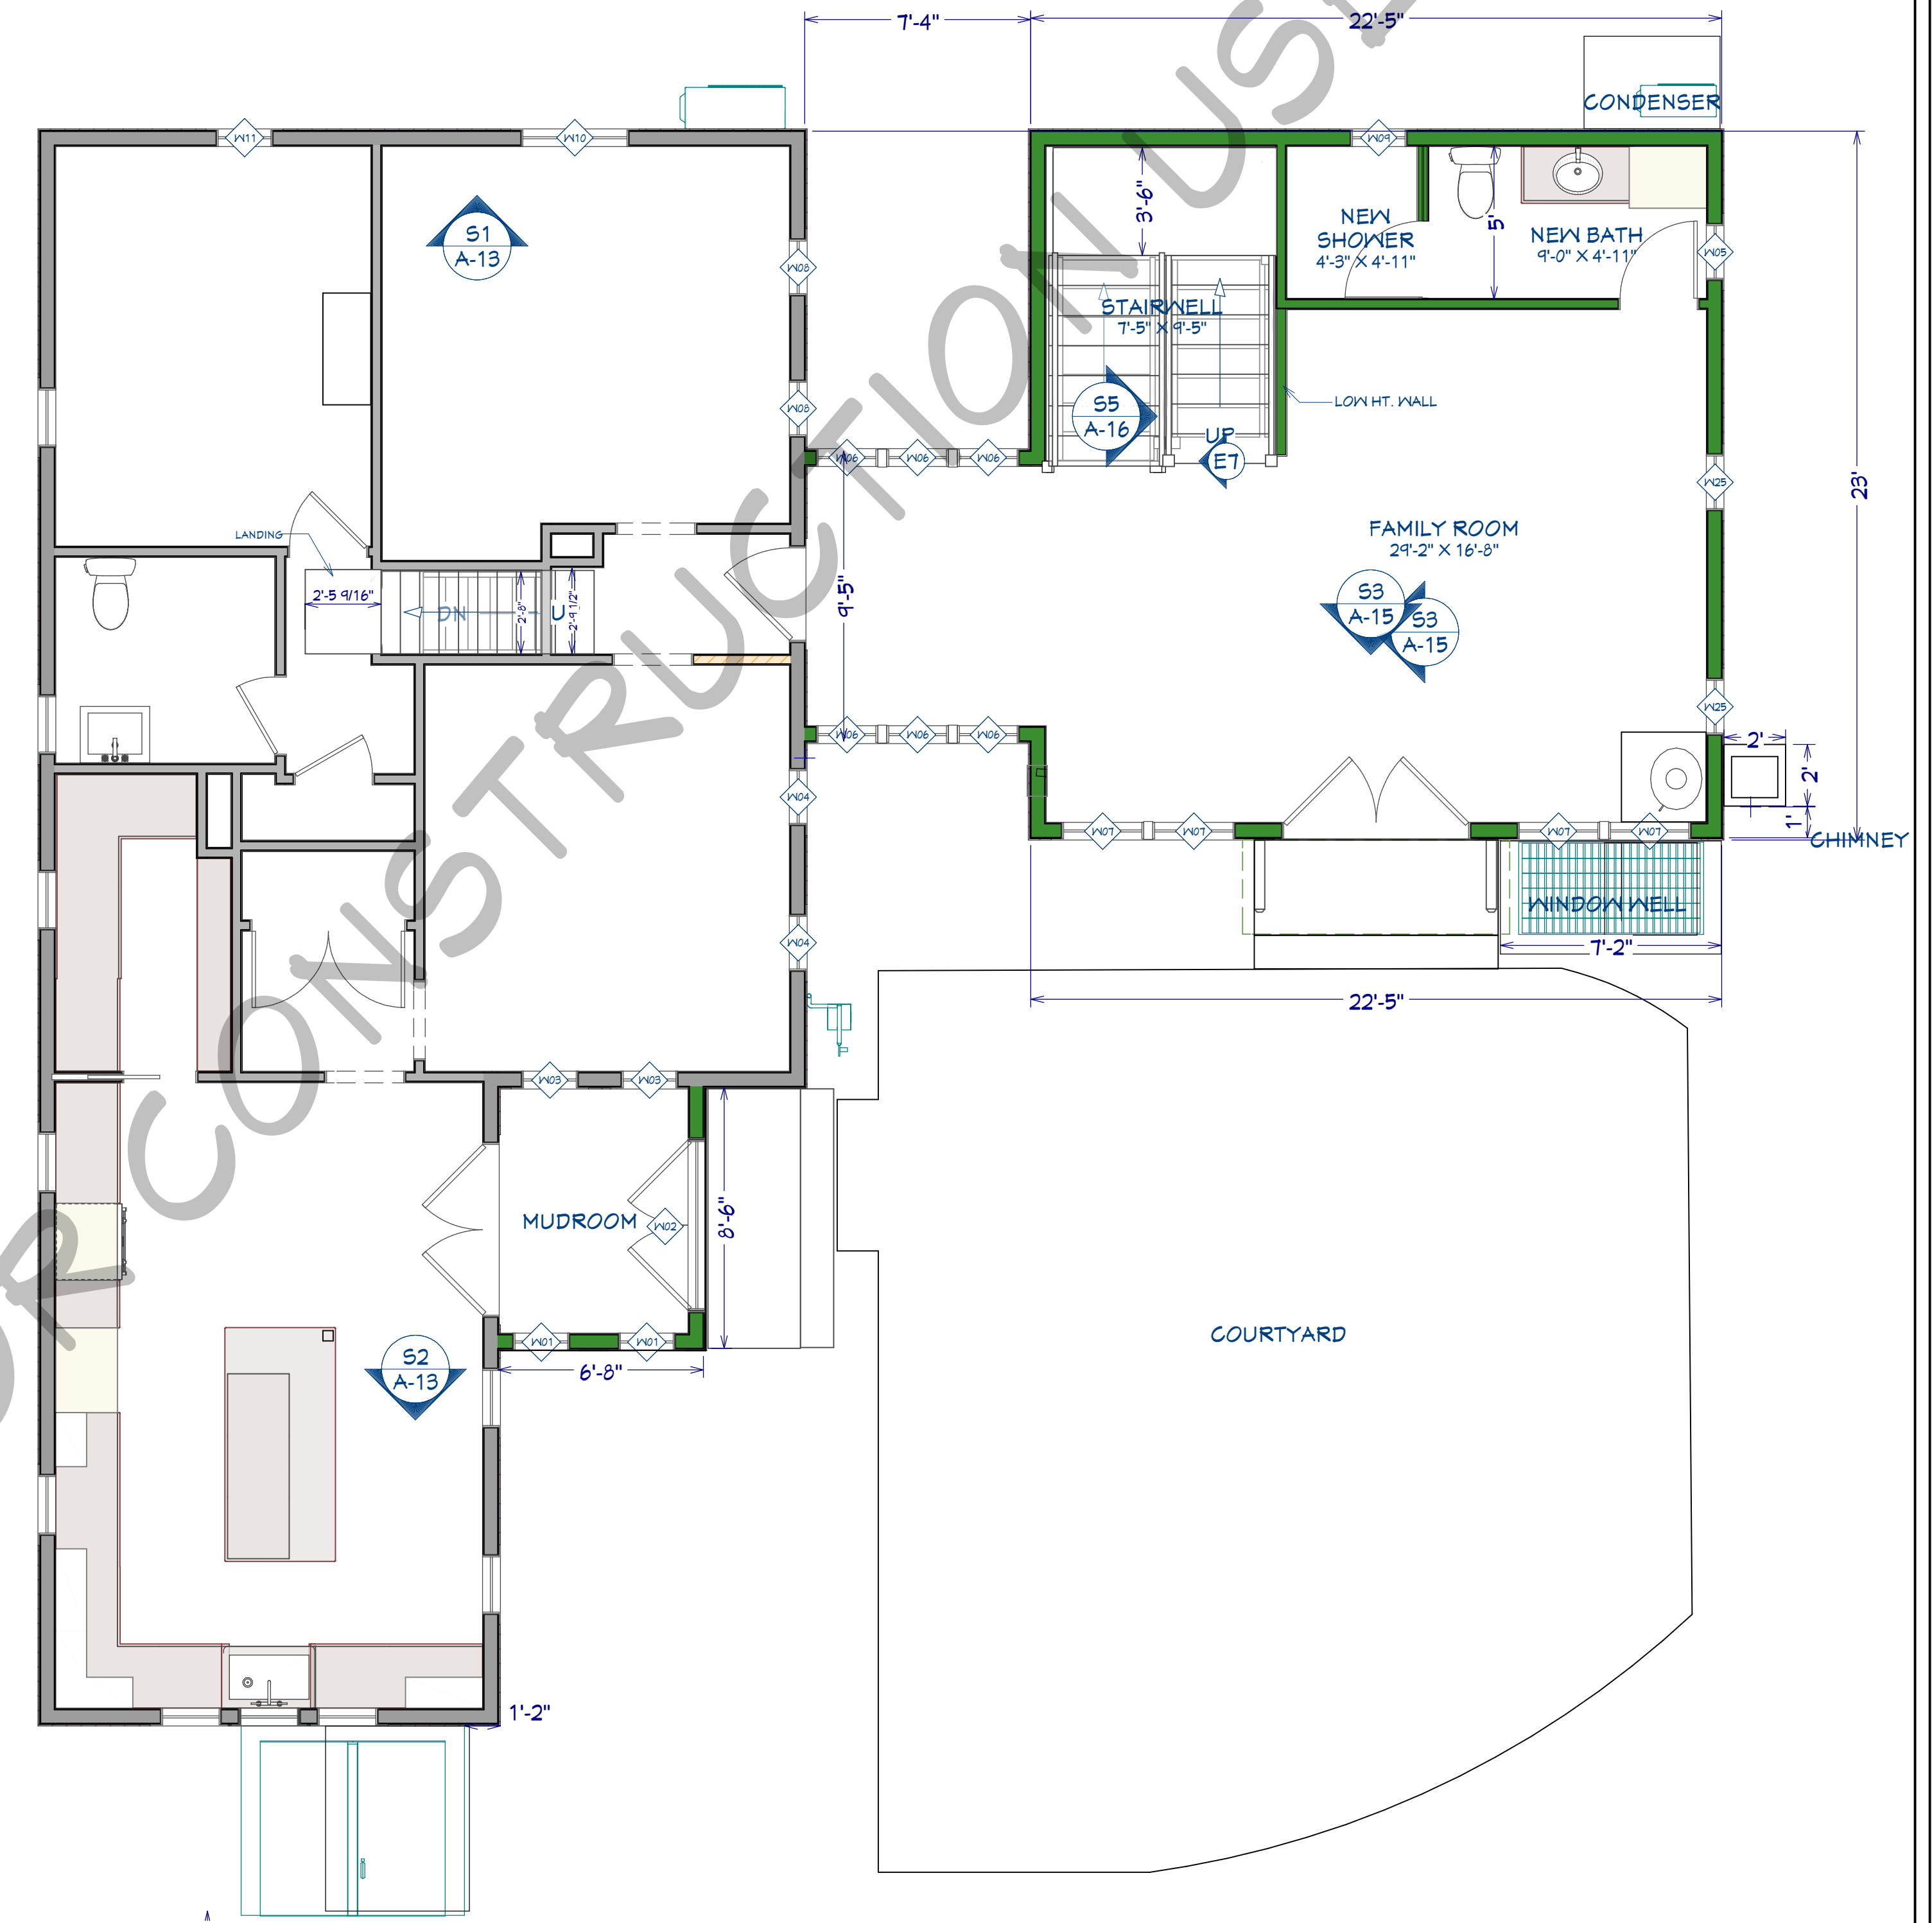 7'-4"
22'-5"
CONDENSER
W11
W10
W09
S1
A-13
3'-6"
NEW
SHOWER
4'-3" X 4'-11"
5'
NEW BATH
9'-0" X 4'-11"
W05
W08
STAIRWELL
7'-5" X 9'-5"
LOW HT. WALL
W08
S5
A-16
UP
E7
W06
W06
W06
W25
23'
LANDING
FAMILY ROOM
29'-2" X 16'-8"
2'-5 9/16"
DN
2'-8"
U
2'-9 1/2"
9'-5"
S3
A-15
S3
A-15
W25
W06
W06
W06
2'
2'
1'
W04
W07
W07
W07
W07
CHIMNEY
WINDOW WELL
7'-2"
W04
22'-5"
W03
W03
MUDROOM
W02
8'-6"
W01
W01
6'-8"
S2
A-13
COURTYARD
1'-2"
OR CONSTRUCTION USE